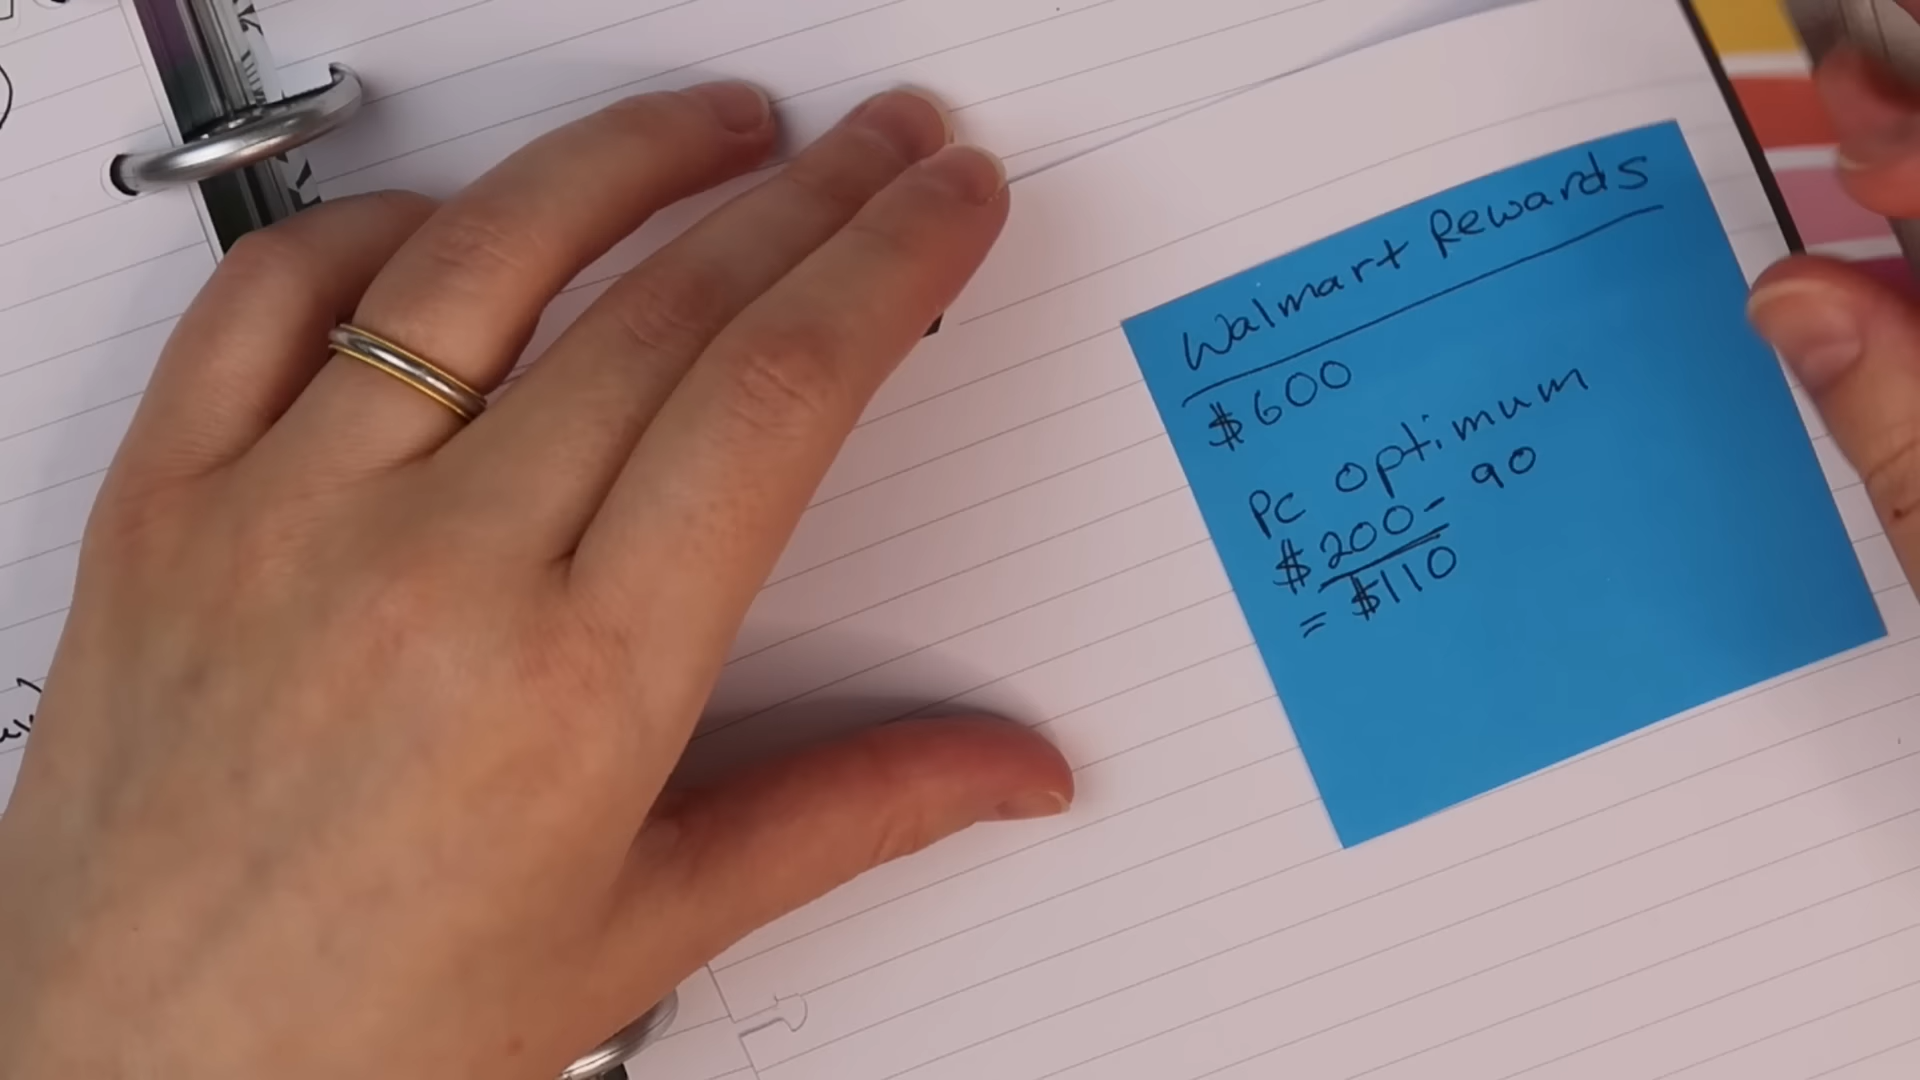 Walmart Rewards
$600
PC optimum
$200- 90
= $110